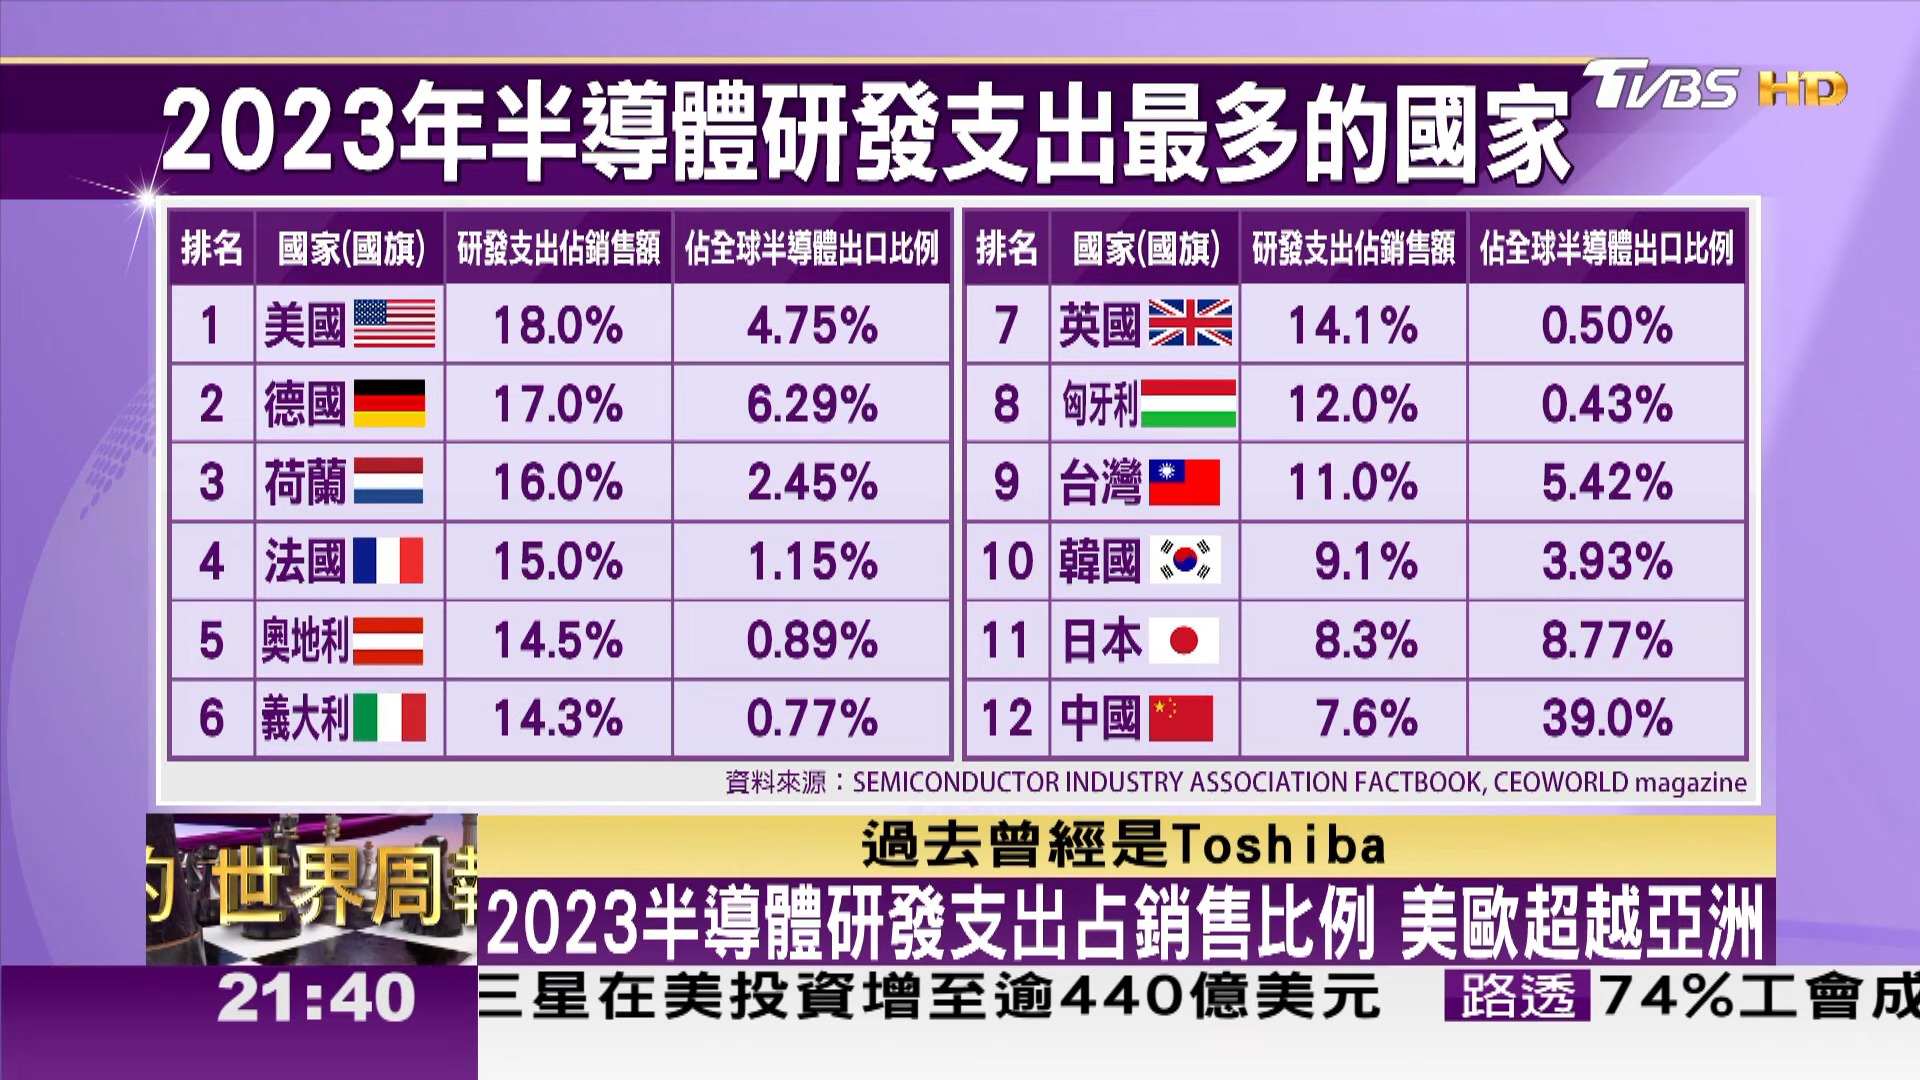 2023年半導體研發支出最多的國家
TVBS HD
排名 國家(國旗) 研發支出佔銷售額 佔全球半導體出口比例
1 美國 18.0% 4.75%
2 德國 17.0% 6.29%
3 荷蘭 16.0% 2.45%
4 法國 15.0% 1.15%
5 奧地利 14.5% 0.89%
6 義大利 14.3% 0.77%
排名 國家(國旗) 研發支出佔銷售額 佔全球半導體出口比例
7 英國 14.1% 0.50%
8 匈牙利 12.0% 0.43%
9 台灣 11.0% 5.42%
10 韓國 9.1% 3.93%
11 日本 8.3% 8.77%
12 中國 7.6% 39.0%
資料來源：SEMICONDUCTOR INDUSTRY ASSOCIATION FACTBOOK, CEOWORLD magazine
過去曾經是Toshiba
的 世界周報
2023半導體研發支出占銷售比例 美歐超越亞洲
21:40
三星在美投資增至逾440億美元 路透 74%工會成